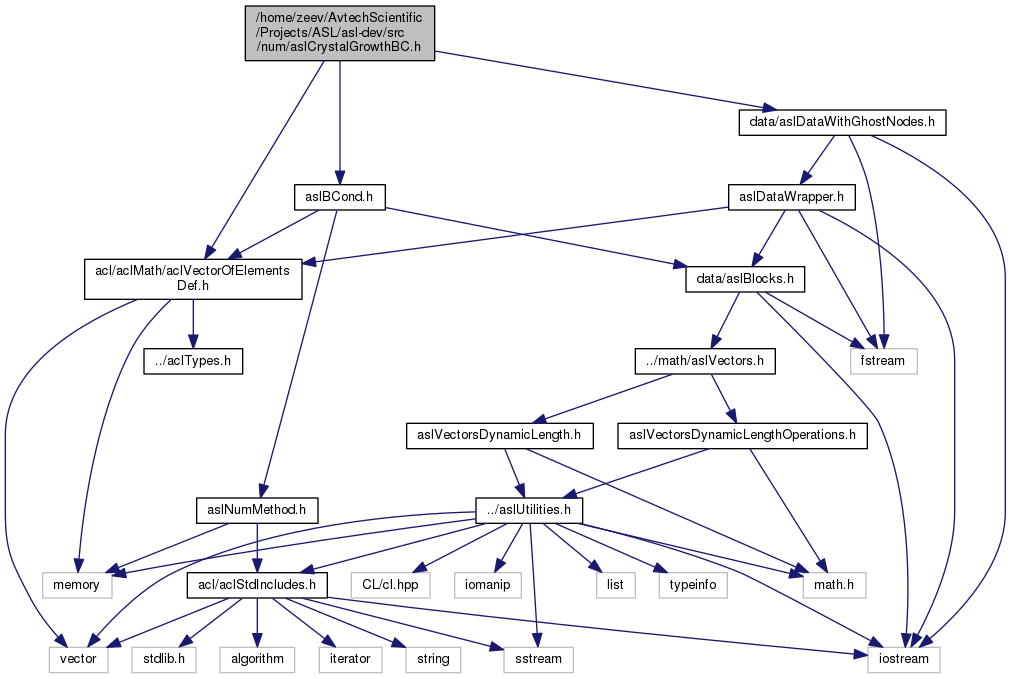 /home/zeev/AvtechScientific
/Projects/ASL/asl-dev/src
/num/aslCrystalGrowthBC.h
data/aslDataWithGhostNodes.h
aslBCond.h
aslDataWrapper.h
acl/aclMath/aclVectorOfElements
Def.h
data/aslBlocks.h
../aclTypes.h
../math/aslVectors.h
fstream
aslVectorsDynamicLength.h
aslVectorsDynamicLengthOperations.h
aslNumMethod.h
../aslUtilities.h
memory
acl/aclStdIncludes.h
CL/cl.hpp
iomanip
list
typeinfo
math.h
vector
stdlib.h
algorithm
iterator
string
sstream
iostream